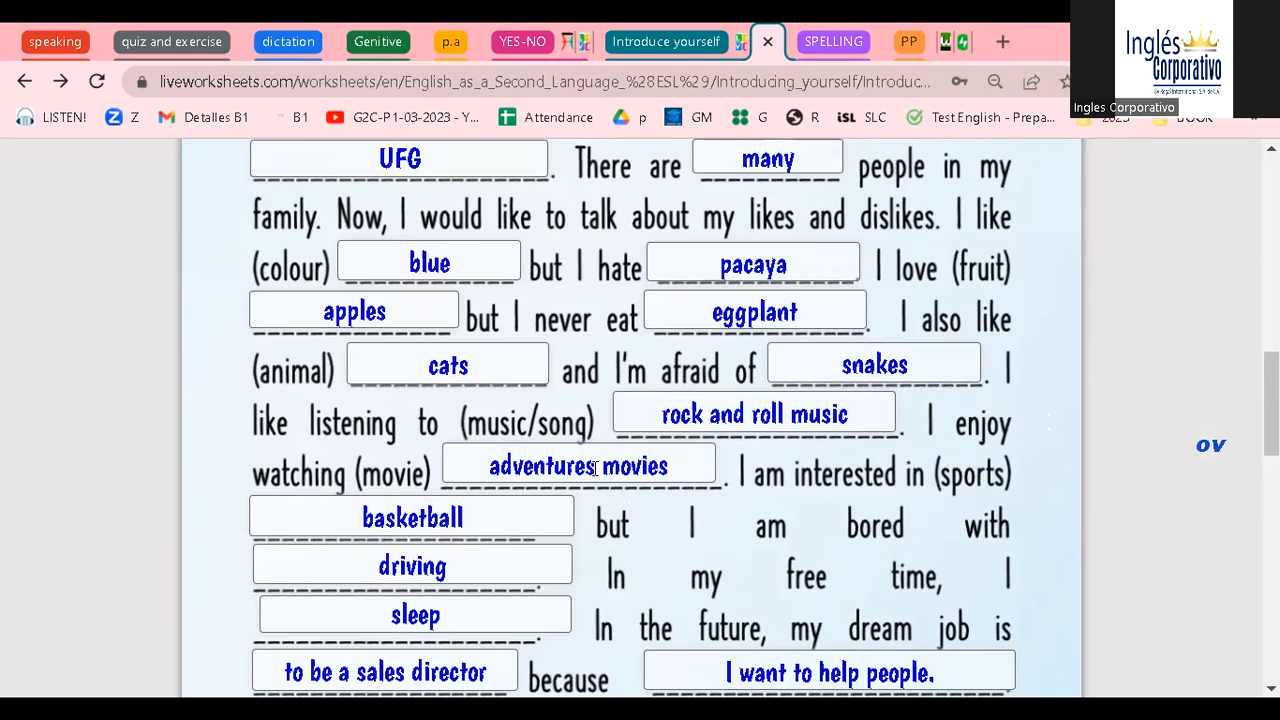 speaking quiz and exercise dictation Genitive p.a YES-NO Introduce yourself SPELLING PP
liveworksheets.com/worksheets/en/English_as_a_Second_Language_%28ESL%29/Introducing_yourself/Introduc...
Inglés
Corporativo
Ingles Corporativo
LISTEN! Z Detalles B1 B1 G2C-P1-03-2023: Y... Attendance p GM G R SLC Test English - Prepa... 2023 BOOK
UFG. There are many people in my
family. Now, I would like to talk about my likes and dislikes. I like
(colour) blue but I hate pacaya. I love (fruit)
apples but I never eat eggplant. I also like
(animal) cats and I'm afraid of snakes. I
like listening to (music/song) rock and roll music. I enjoy
watching (movie) adventures movies. I am interested in (sports)
basketball but I am bored with
driving. In my free time, I
sleep. In the future, my dream job is
to be a sales director because I want to help people.
ov